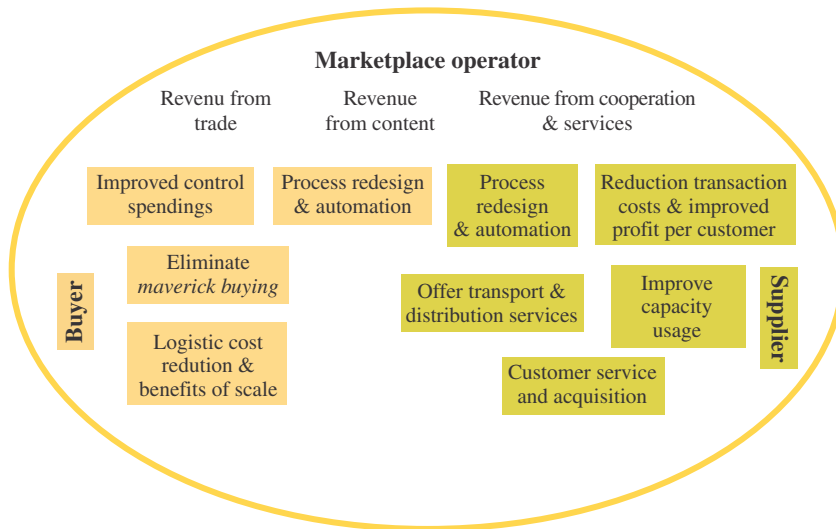 Marketplace operator
Revenu from
trade
Revenue
from content
Revenue from cooperation
& services
Improved control
spendings
Process redesign
& automation
Process
redesign
& automation
Reduction transaction
costs & improved
profit per customer
Buyer
Eliminate
maverick buying
Offer transport &
distribution services
Improve
capacity
usage
Supplier
Logistic cost
redution &
benefits of scale
Customer service
and acquisition